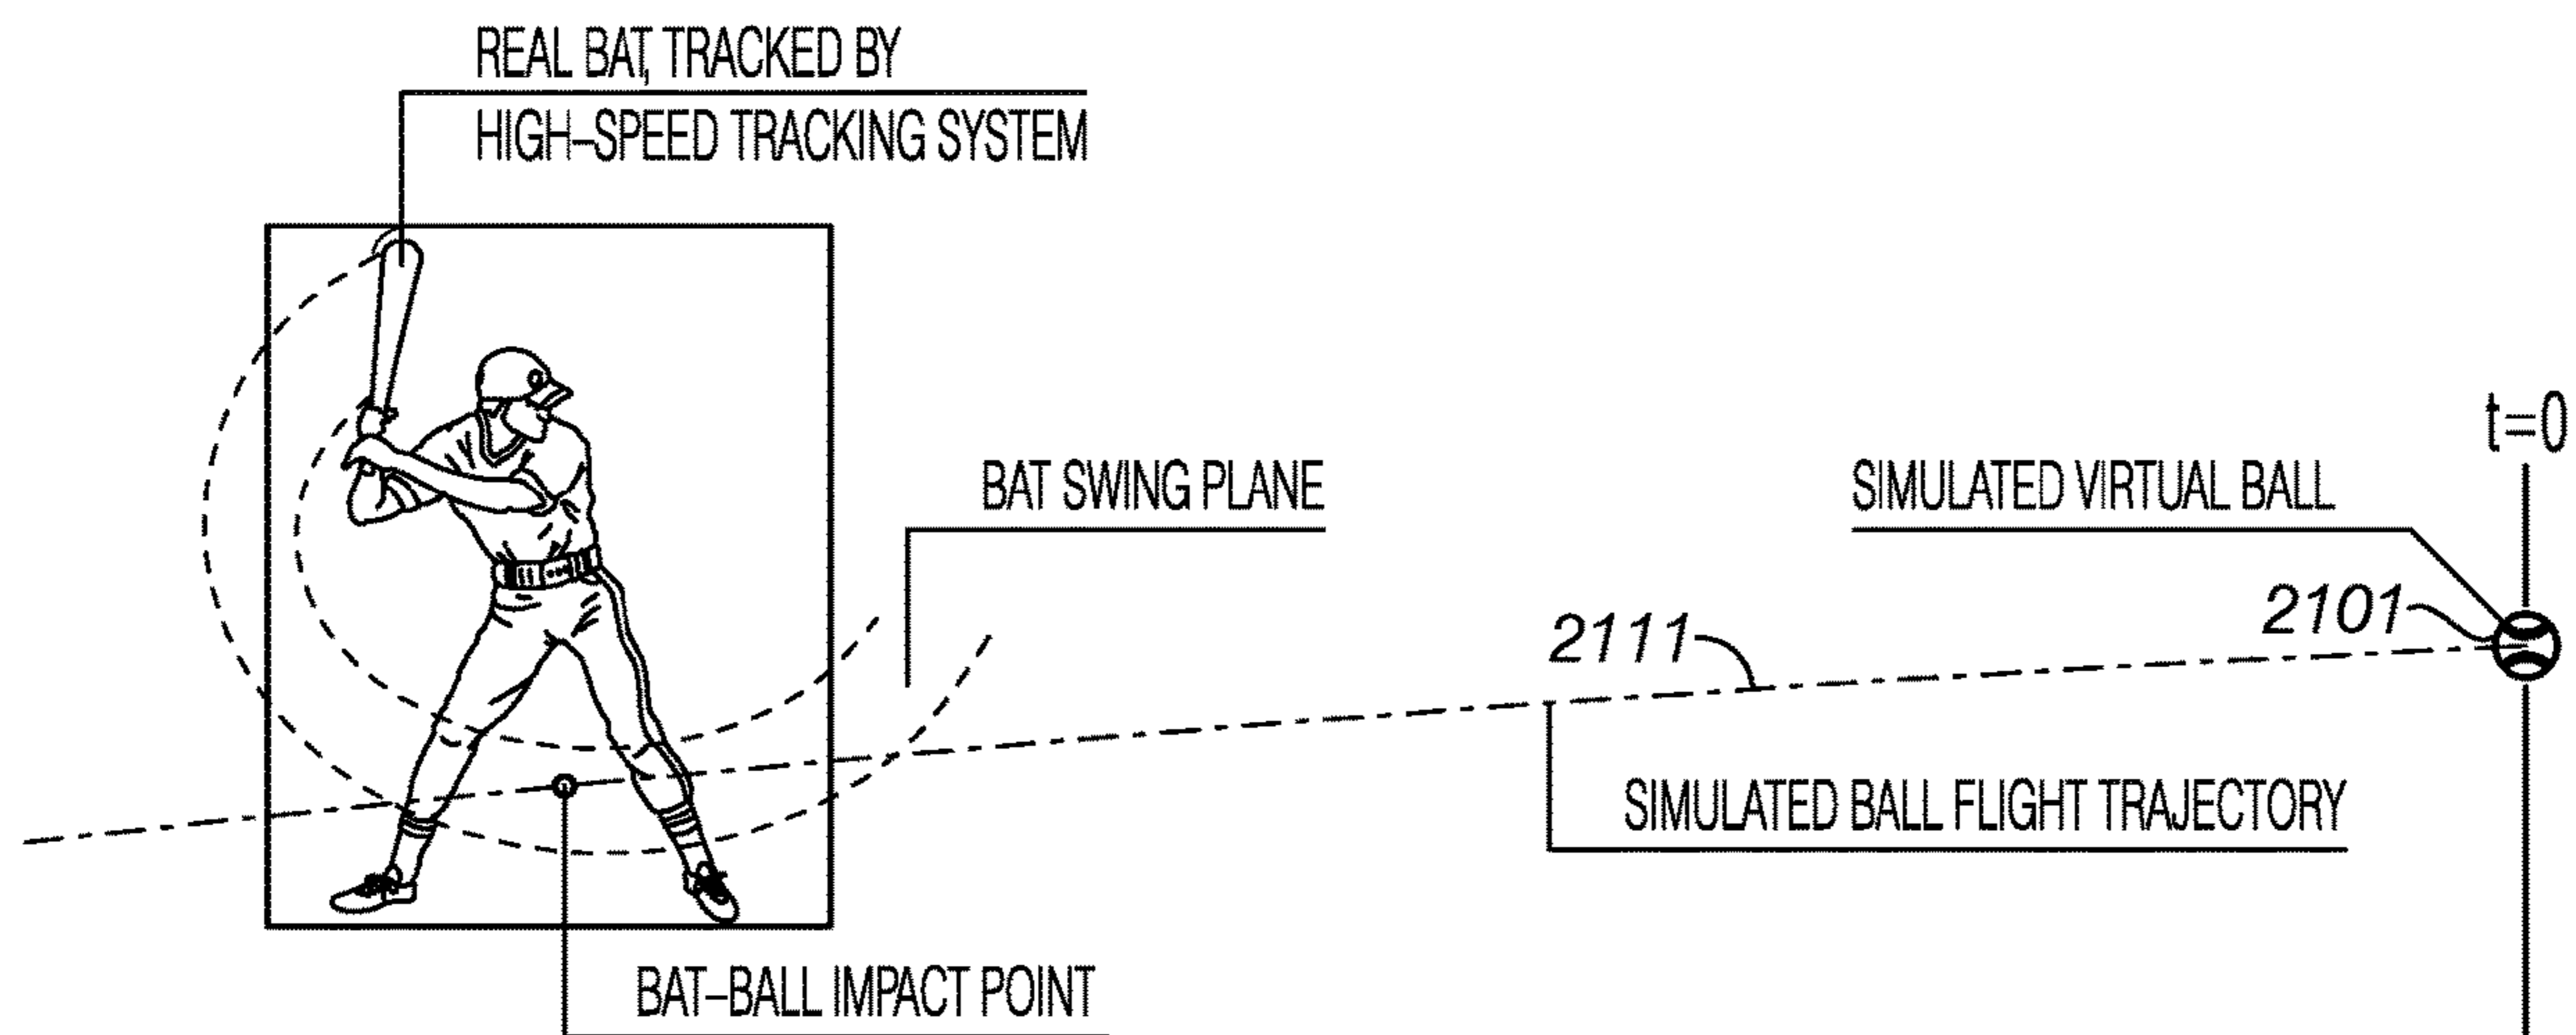 REAL BAT, TRACKED BY
HIGH–SPEED TRACKING SYSTEM
t=0
BAT SWING PLANE
SIMULATED VIRTUAL BALL
2101
2111
SIMULATED BALL FLIGHT TRAJECTORY
BAT–BALL IMPACT POINT